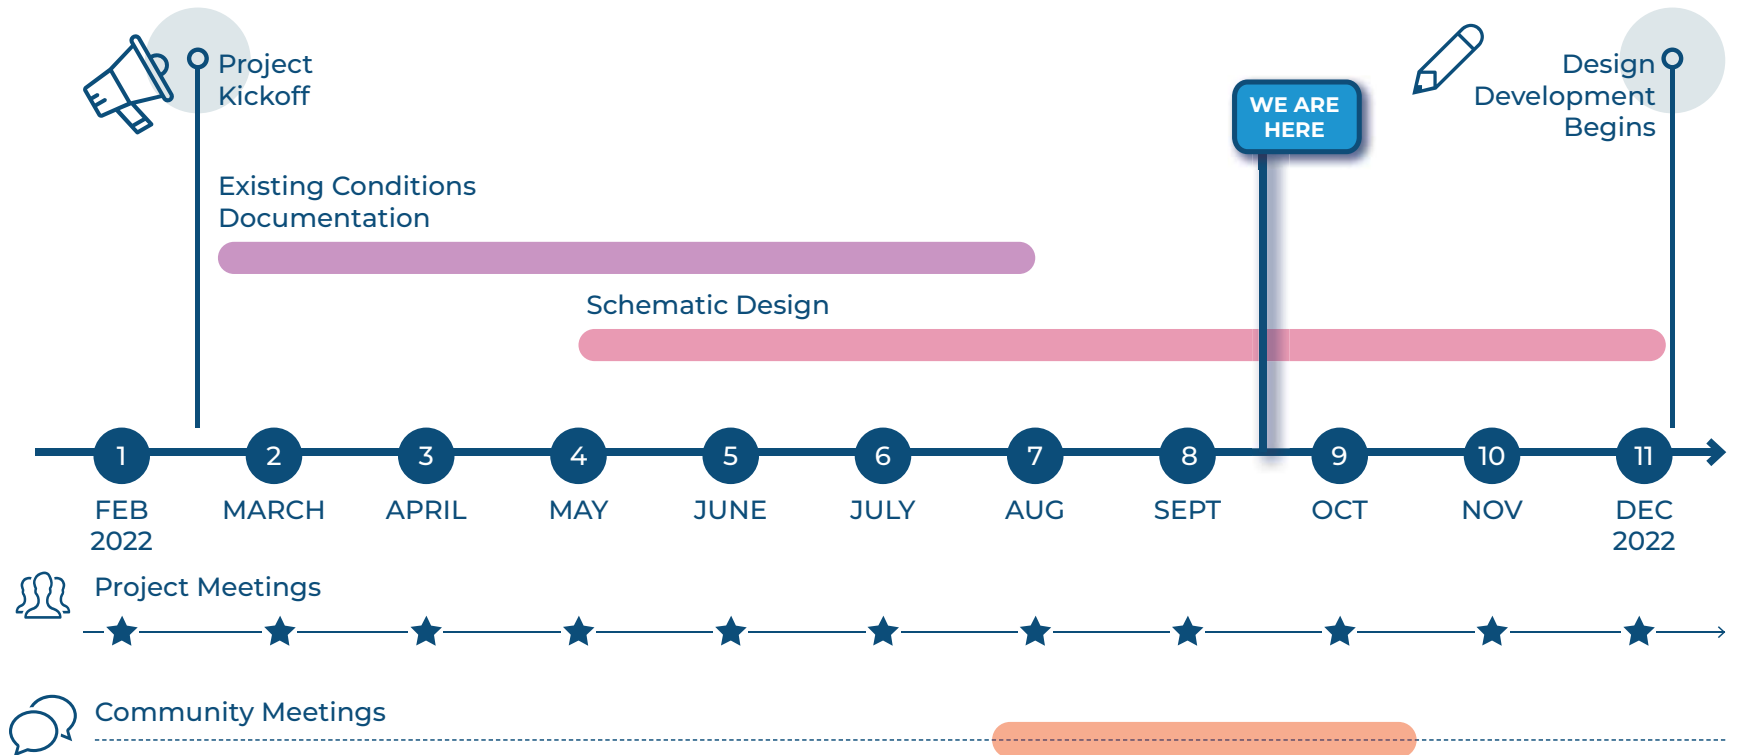 Project
Kickoff
Design
Development
Begins
WE ARE
HERE
Existing Conditions
Documentation
Schematic Design
1 2 3 4 5 6 7 8 9 10 11
FEB MARCH APRIL MAY JUNE JULY AUG SEPT OCT NOV DEC
2022 2022
Project Meetings
Community Meetings